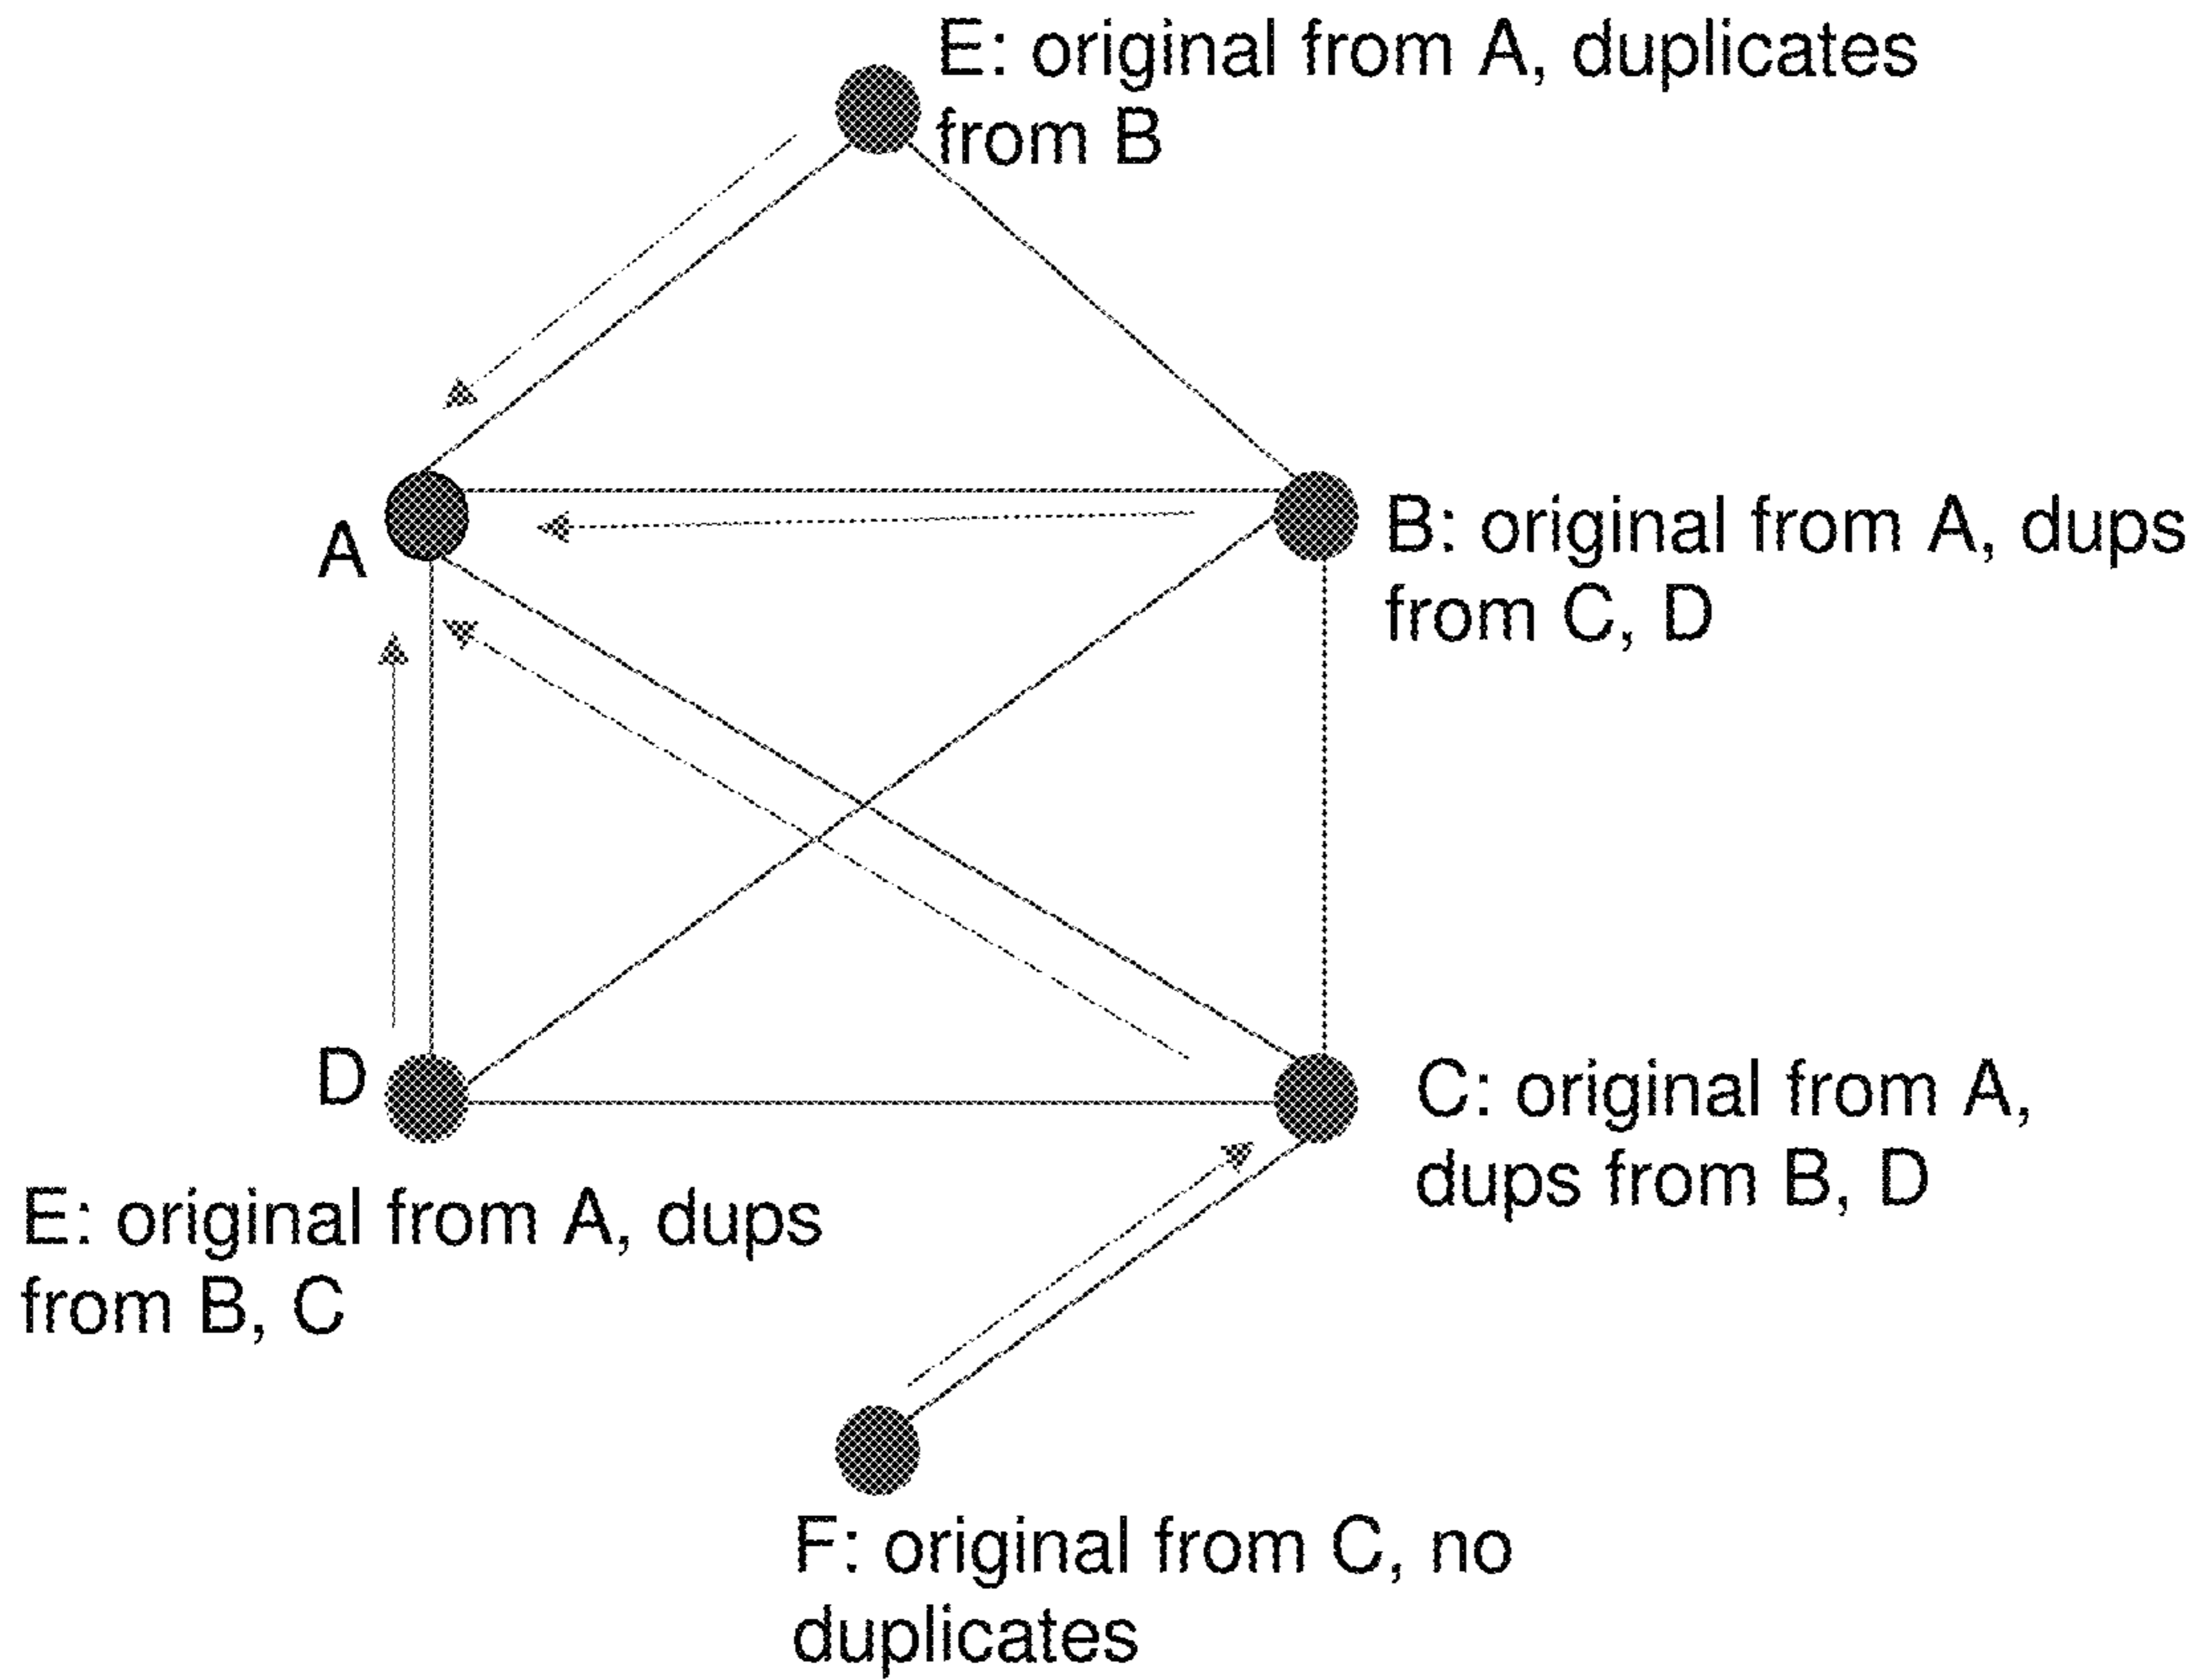 E: original from A, duplicates
from B
A
B: original from A, dups
from C, D
D
C: original from A,
dups from B, D
E: original from A, dups
from B, C
F: original from C, no
duplicates